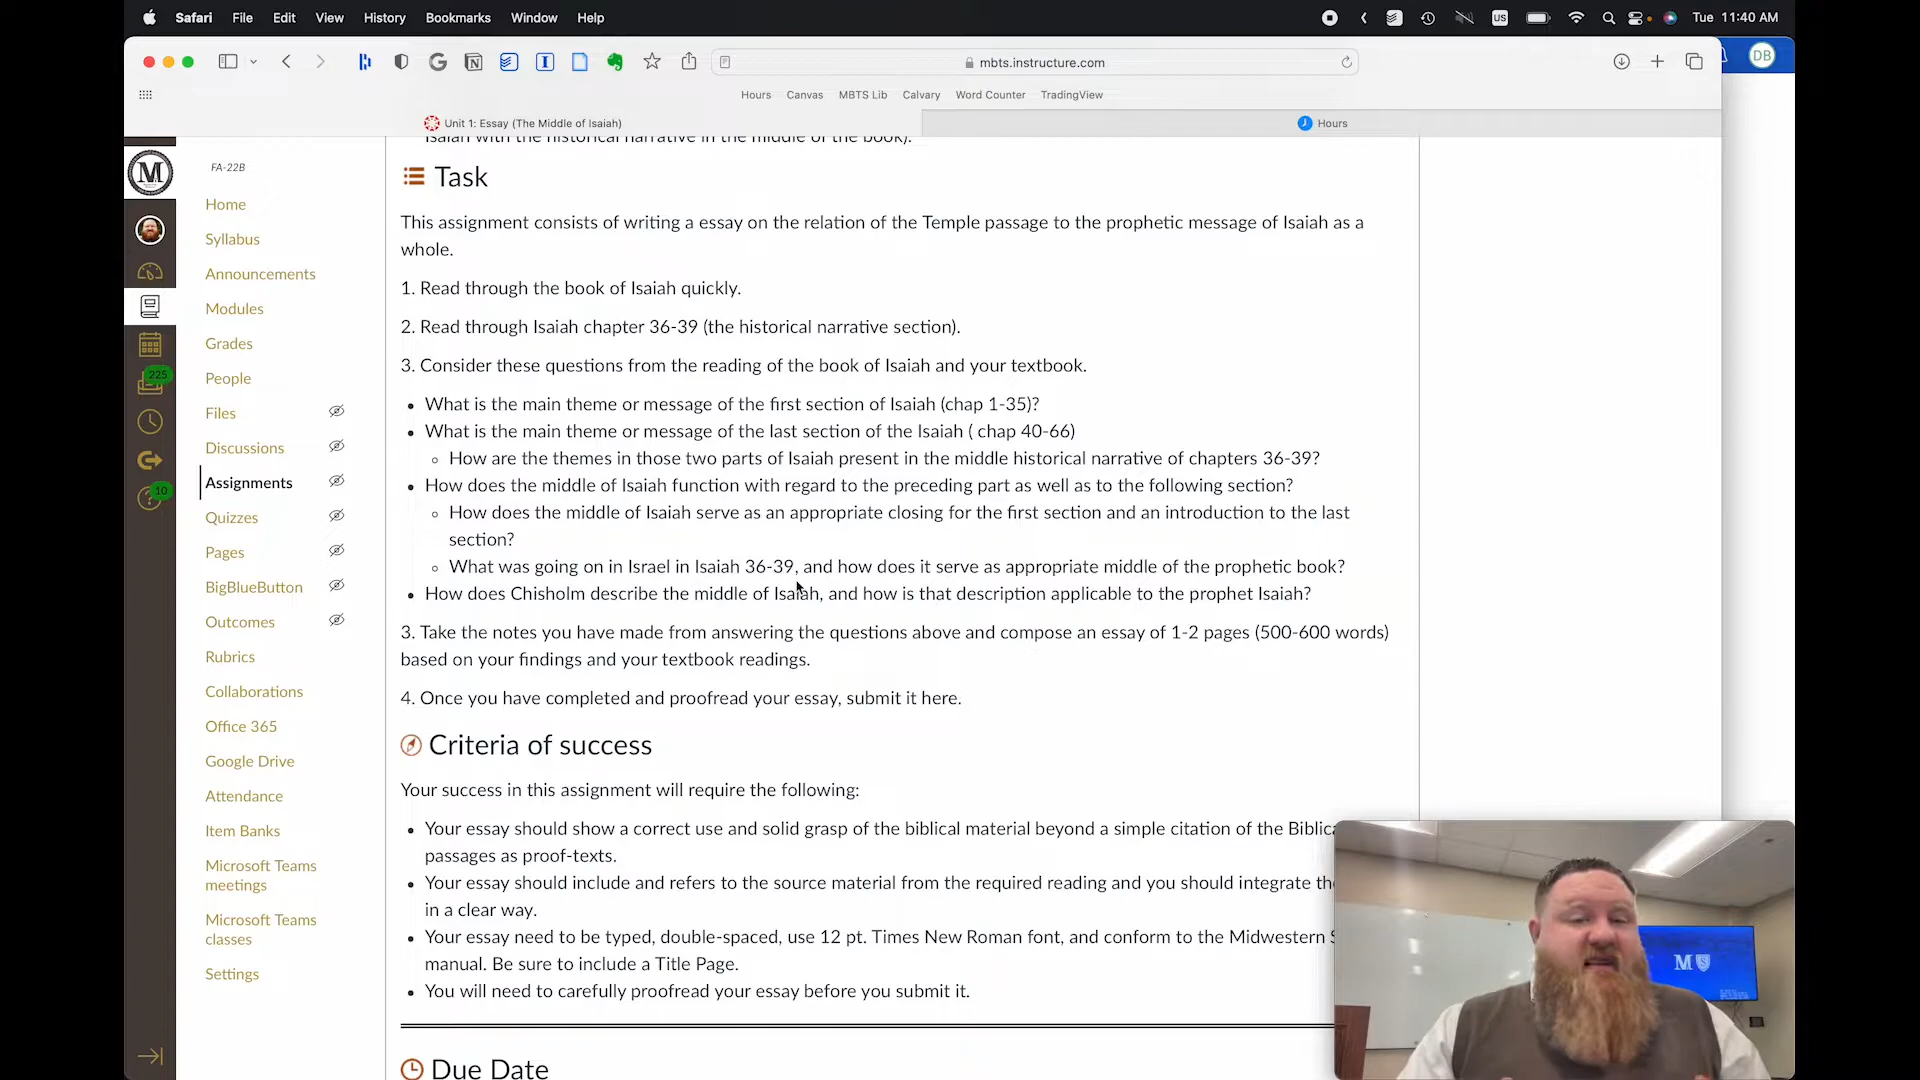 Safari File Edit View History Bookmarks Window Help
US
Tue 11:40 AM
mbts.instructure.com
DB
Hours Canvas MBTS Lib Calvary Word Counter TradingView
Unit 1: Essay (The Middle of Isaiah)
Hours
Isaiah with the historical narrative in the middle of the book).
M
FA-22B
Home
Syllabus
Announcements
Modules
Grades
People
Files
Discussions
Assignments
Quizzes
Pages
BigBlueButton
Outcomes
Rubrics
Collaborations
Office 365
Google Drive
Attendance
Item Banks
Microsoft Teams
meetings
Microsoft Teams
classes
Settings
225
10
Task
This assignment consists of writing a essay on the relation of the Temple passage to the prophetic message of Isaiah as a
whole.
1. Read through the book of Isaiah quickly.
2. Read through Isaiah chapter 36-39 (the historical narrative section).
3. Consider these questions from the reading of the book of Isaiah and your textbook.
• What is the main theme or message of the first section of Isaiah (chap 1-35)?
• What is the main theme or message of the last section of the Isaiah ( chap 40-66)
◦ How are the themes in those two parts of Isaiah present in the middle historical narrative of chapters 36-39?
• How does the middle of Isaiah function with regard to the preceding part as well as to the following section?
◦ How does the middle of Isaiah serve as an appropriate closing for the first section and an introduction to the last
section?
◦ What was going on in Israel in Isaiah 36-39, and how does it serve as appropriate middle of the prophetic book?
• How does Chisholm describe the middle of Isaiah, and how is that description applicable to the prophet Isaiah?
3. Take the notes you have made from answering the questions above and compose an essay of 1-2 pages (500-600 words)
based on your findings and your textbook readings.
4. Once you have completed and proofread your essay, submit it here.
Criteria of success
Your success in this assignment will require the following:
• Your essay should show a correct use and solid grasp of the biblical material beyond a simple citation of the Biblica
passages as proof-texts.
• Your essay should include and refers to the source material from the required reading and you should integrate th
in a clear way.
• Your essay need to be typed, double-spaced, use 12 pt. Times New Roman font, and conform to the Midwestern S
manual. Be sure to include a Title Page.
• You will need to carefully proofread your essay before you submit it.
Due Date
M S